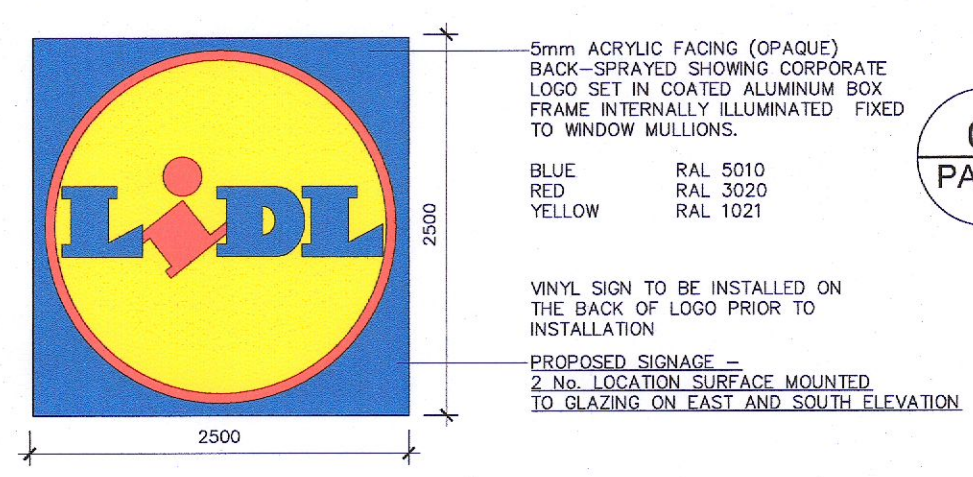 LiDL
2500
2500
5mm ACRYLIC FACING (OPAQUE)
BACK-SPRAYED SHOWING CORPORATE
LOGO SET IN COATED ALUMINUM BOX
FRAME INTERNALLY ILLUMINATED FIXED
TO WINDOW MULLIONS.
BLUE RAL 5010
RED RAL 3020
YELLOW RAL 1021
VINYL SIGN TO BE INSTALLED ON
THE BACK OF LOGO PRIOR TO
INSTALLATION
PROPOSED SIGNAGE -
2 No. LOCATION SURFACE MOUNTED
TO GLAZING ON EAST AND SOUTH ELEVATION